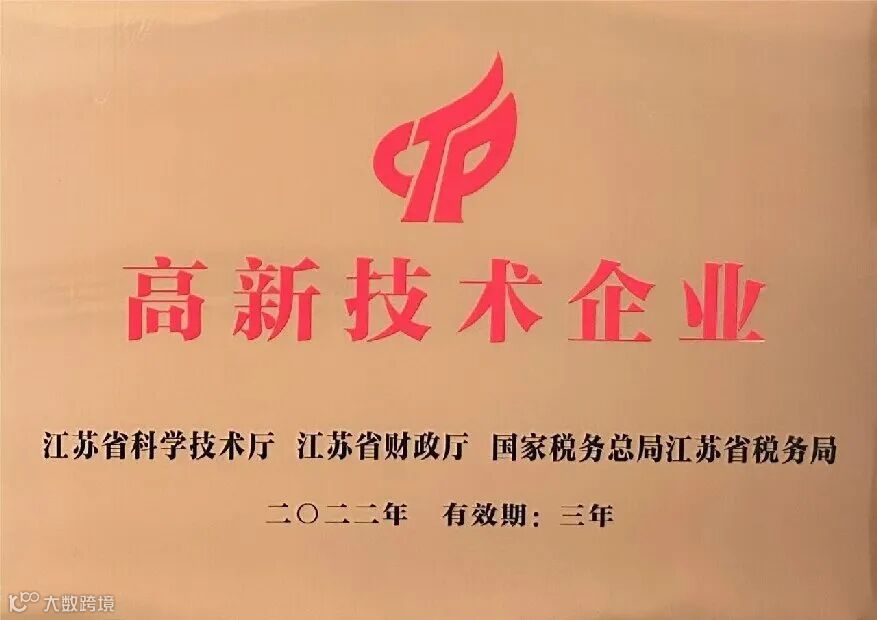 高新技术企业
江苏省科学技术厅 江苏省财政厅 国家税务总局江苏省税务局
二〇二二年 有效期：三年
大数跨境